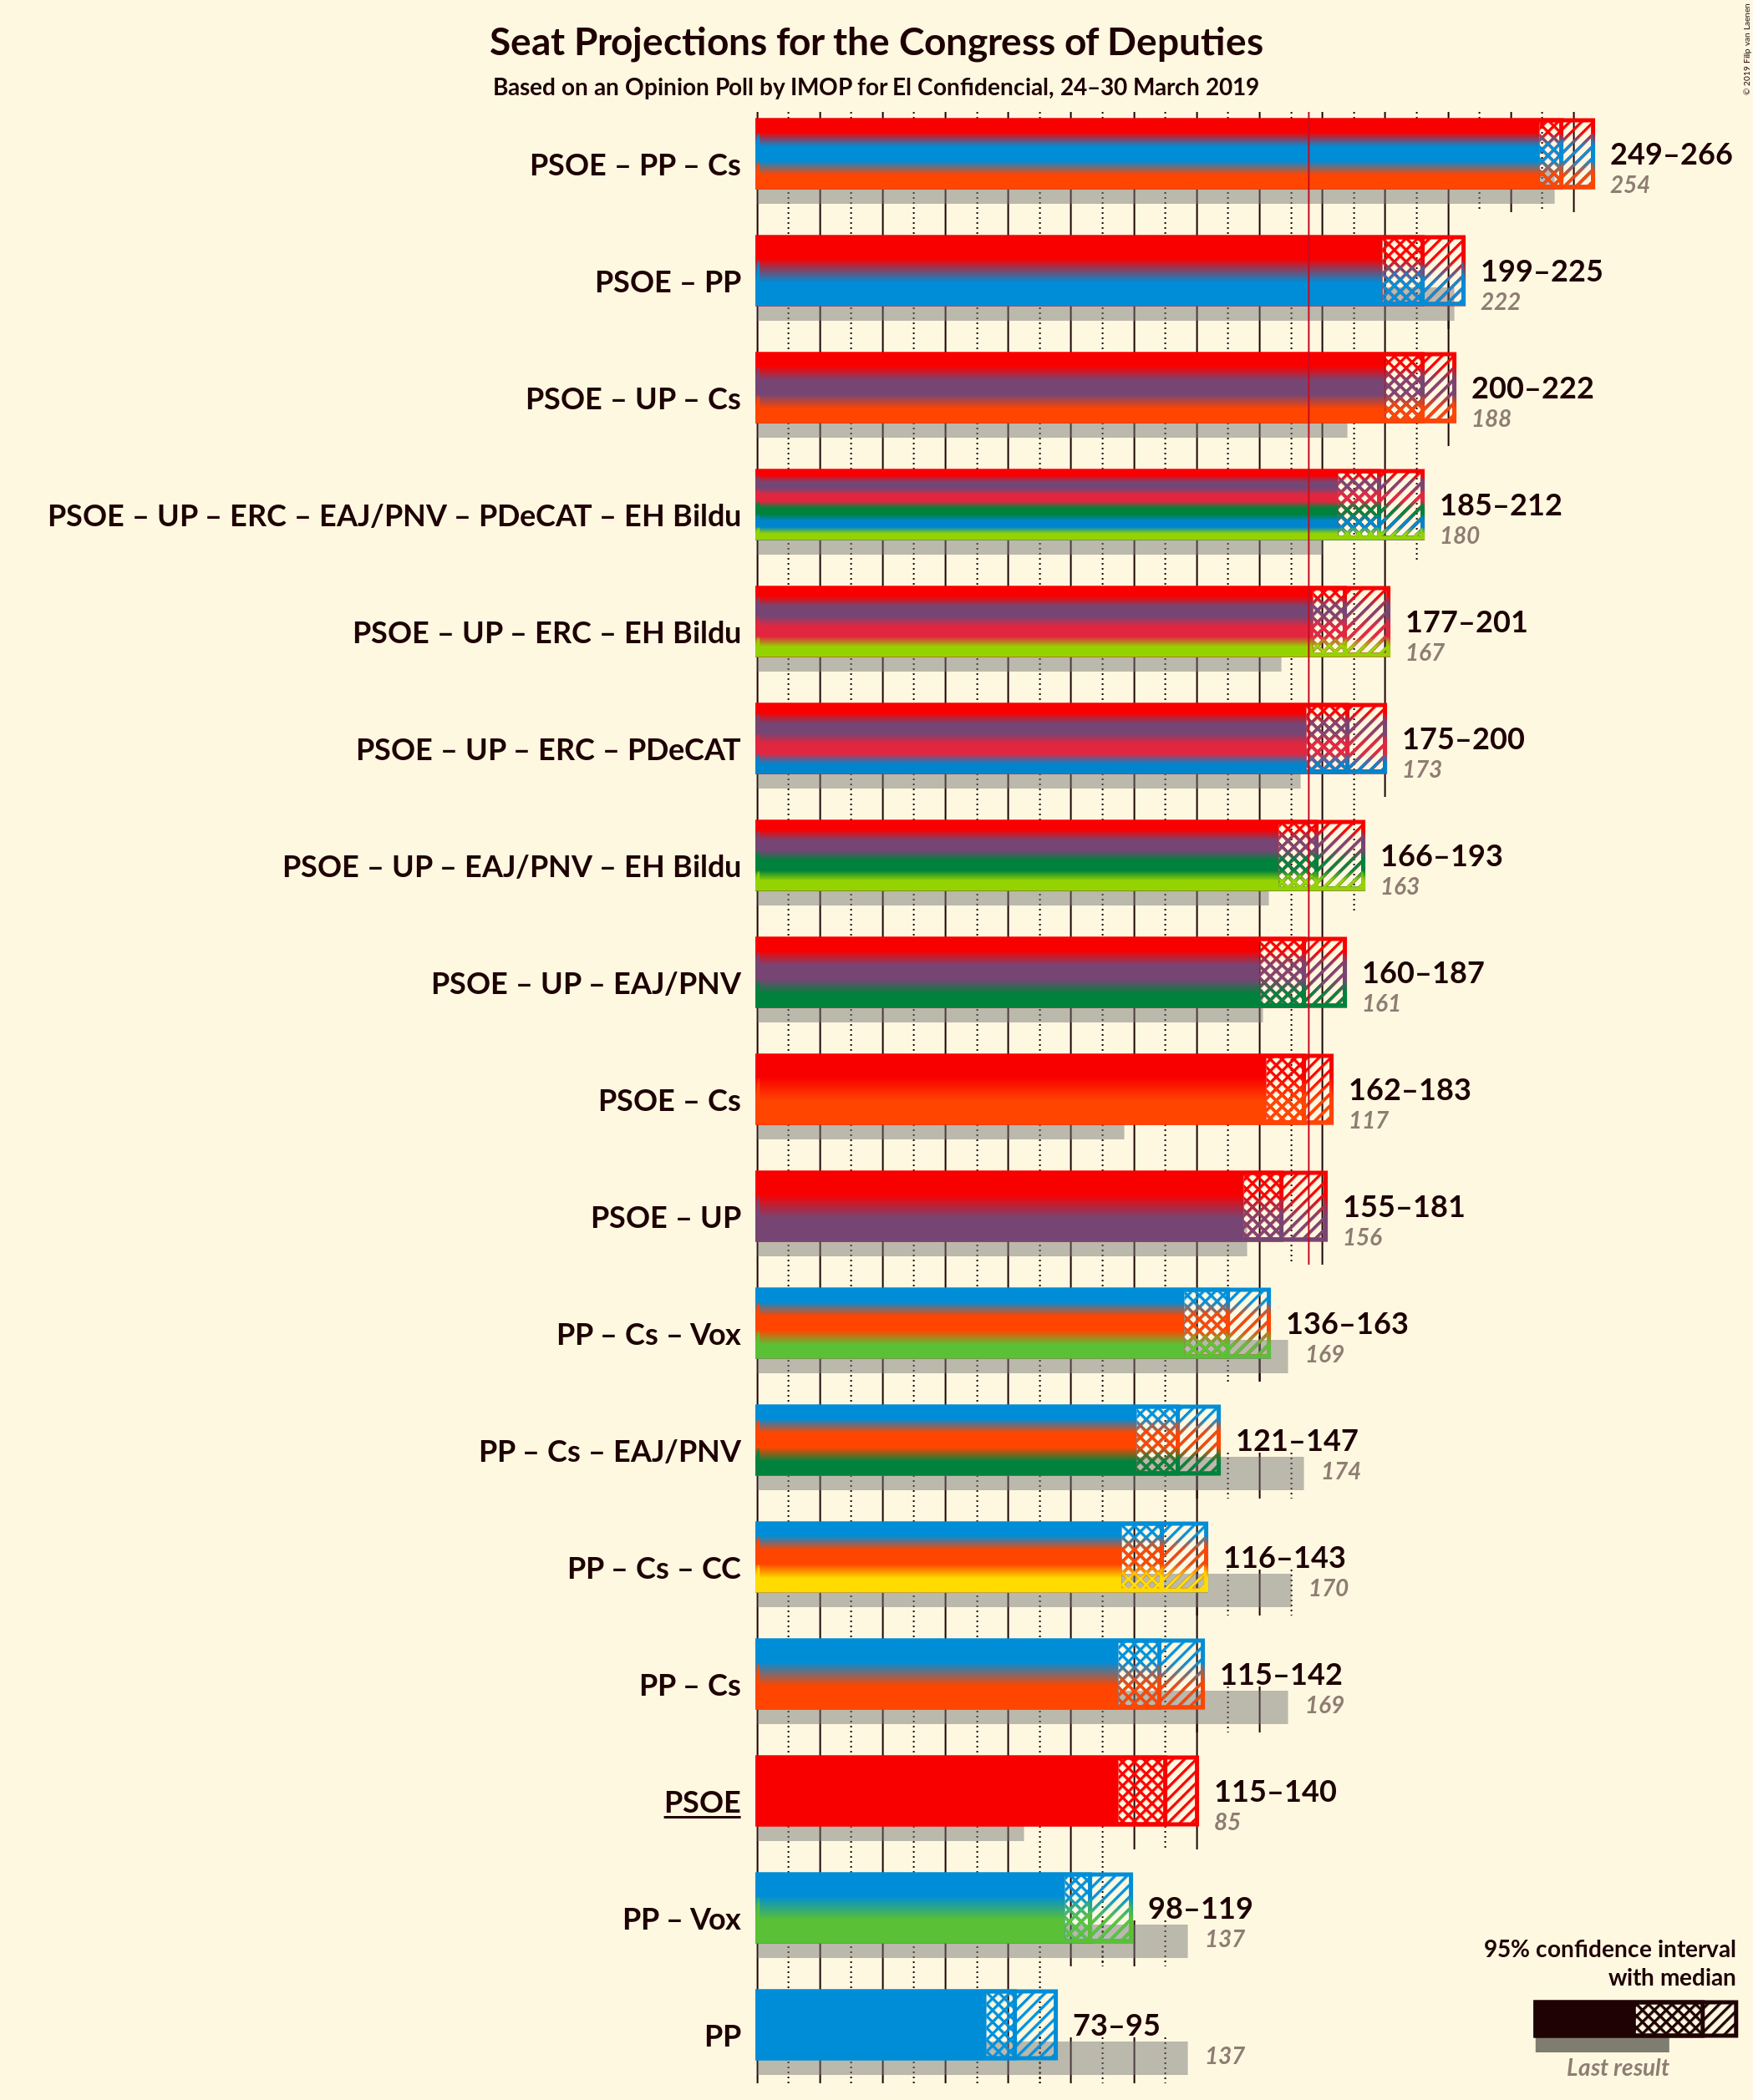 Seat Projections for the Congress of Deputies
Based on an Opinion Poll by IMOP for El Confidencial, 24–30 March 2019
© 2019 Filip van Laenen
PSOE – PP – Cs
249–266
254
PSOE – PP
199–225
222
PSOE – UP – Cs
200–222
188
PSOE – UP – ERC – EAJ/PNV – PDeCAT – EH Bildu
185–212
180
PSOE – UP – ERC – EH Bildu
177–201
167
PSOE – UP – ERC – PDeCAT
175–200
173
PSOE – UP – EAJ/PNV – EH Bildu
166–193
163
PSOE – UP – EAJ/PNV
160–187
161
PSOE – Cs
162–183
117
PSOE – UP
155–181
156
PP – Cs – Vox
136–163
169
PP – Cs – EAJ/PNV
121–147
174
PP – Cs – CC
116–143
170
PP – Cs
115–142
169
PSOE
115–140
85
PP – Vox
98–119
137
PP
73–95
137
95% confidence interval
with median
Last result